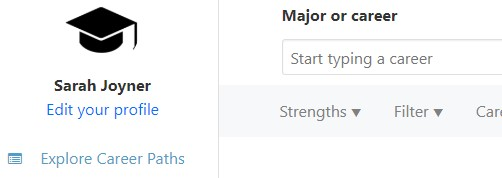 Sarah Joyner
Edit your profile
Explore Career Paths
Major or career
Start typing a career
Strengths ▼ Filter ▼